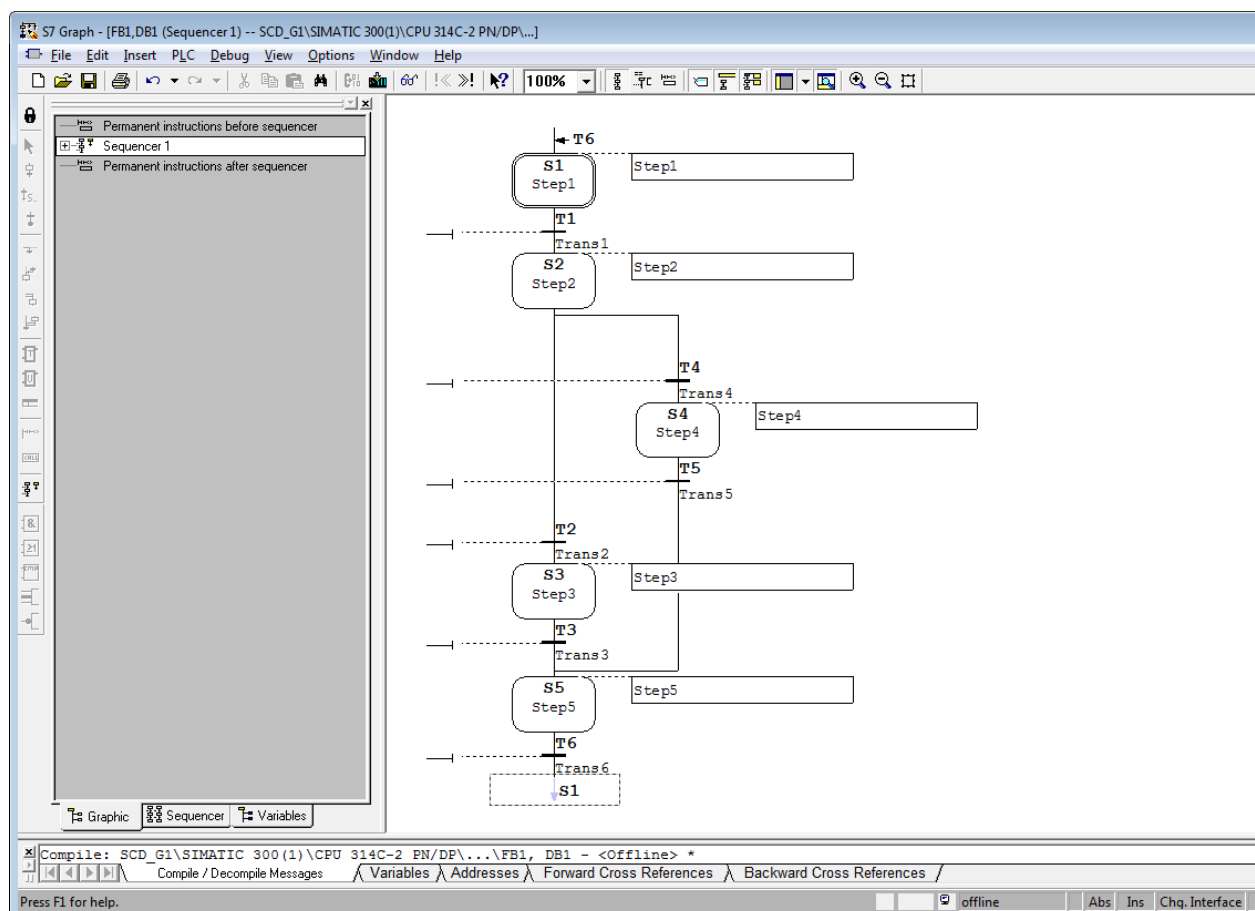 S7 Graph - [FB1,DB1 (Sequencer 1) -- SCD_G1\SIMATIC 300(1)\CPU 314C-2 PN/DP\...]
File Edit Insert PLC Debug View Options Window Help
100%
Permanent instructions before sequencer
Sequencer 1
Permanent instructions after sequencer
T6
S1
Step1
Step1
T1
Trans1
S2
Step2
Step2
T4
Trans4
S4
Step4
Step4
T5
Trans5
T2
Trans2
S3
Step3
Step3
T3
Trans3
S5
Step5
Step5
T6
Trans6
S1
Graphic Sequencer Variables
Compile: SCD_G1\SIMATIC 300(1)\CPU 314C-2 PN/DP\...\FB1, DB1 - <Offline> *
Compile / Decompile Messages Variables Addresses Forward Cross References Backward Cross References
Press F1 for help. offline Abs Ins Chg. Interface